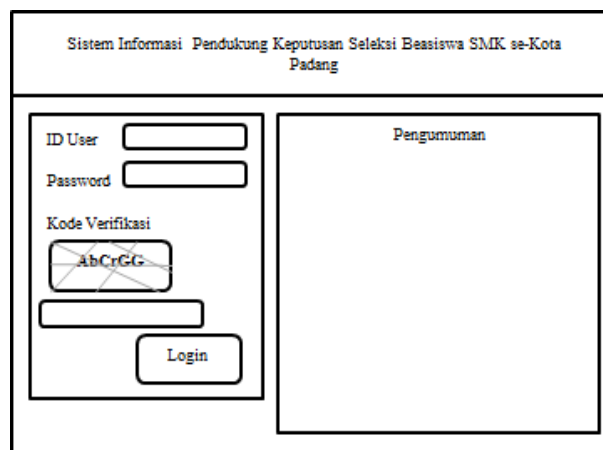 Sistem Informasi Pendukung Keputusan Seleksi Beasiswa SMK se-Kota
Padang
ID User
Password
Kode Verifikasi
AbCrGG
Login
Pengumuman